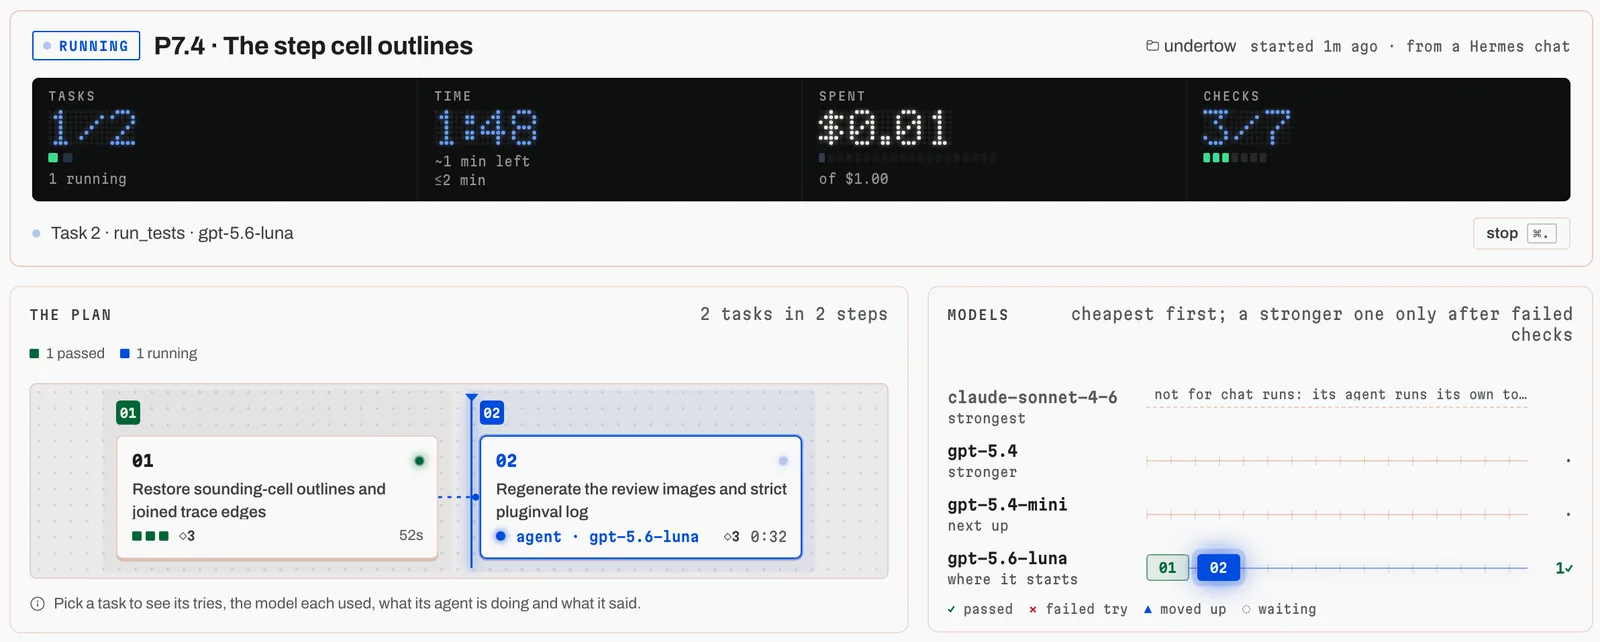 RUNNING P7.4 · The step cell outlines
undertow started 1m ago · from a Hermes chat
TASKS
1/2
1 running
TIME
1:48
~1 min left
≤2 min
SPENT
$0.01
of $1.00
CHECKS
3/7
Task 2 · run_tests · gpt-5.6-luna
stop ⌘.
THE PLAN
2 tasks in 2 steps
1 passed 1 running
01
01
Restore sounding-cell outlines and
joined trace edges
◇3 52s
02
02
Regenerate the review images and strict
pluginval log
agent · gpt-5.6-luna ◇3 0:32
Pick a task to see its tries, the model each used, what its agent is doing and what it said.
MODELS
cheapest first; a stronger one only after failed
checks
claude-sonnet-4-6
not for chat runs: its agent runs its own to…
strongest
gpt-5.4
stronger
gpt-5.4-mini
next up
gpt-5.6-luna
where it starts
01 02 1✓
✓ passed × failed try ▲ moved up waiting